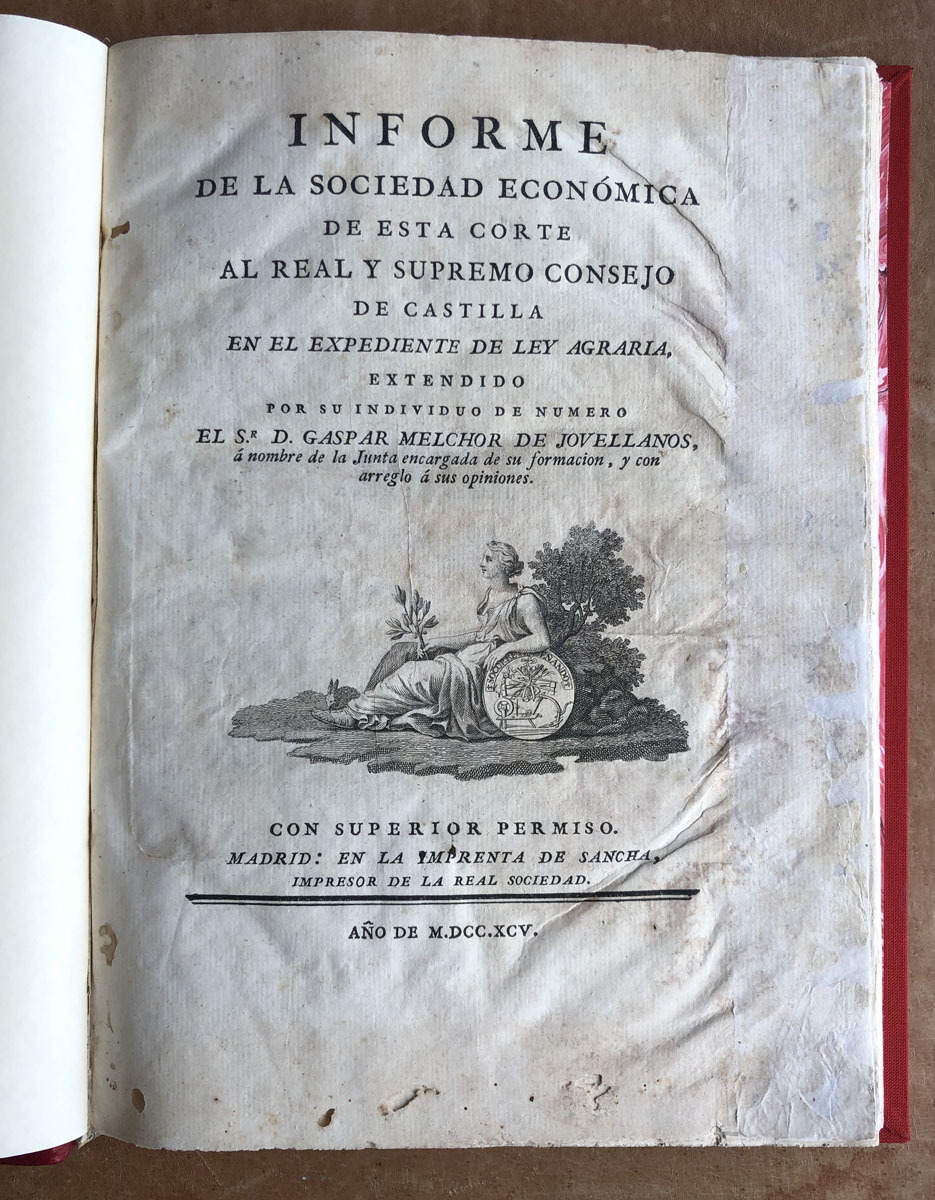 INFORME
DE LA SOCIEDAD ECONÓMICA
DE ESTA CORTE
AL REAL Y SUPREMO CONSEJO
DE CASTILLA
EN EL EXPEDIENTE DE LEY AGRARIA,
EXTENDIDO
POR SU INDIVIDUO DE NUMERO
EL S.R D. GASPAR MELCHOR DE JOVELLANOS,
á nombre de la Junta encargada de su formacion, y con
arreglo á sus opiniones.
CON SUPERIOR PERMISO.
MADRID: EN LA IMPRENTA DE SANCHA,
IMPRESOR DE LA REAL SOCIEDAD.
AÑO DE M.DCC.XCV.